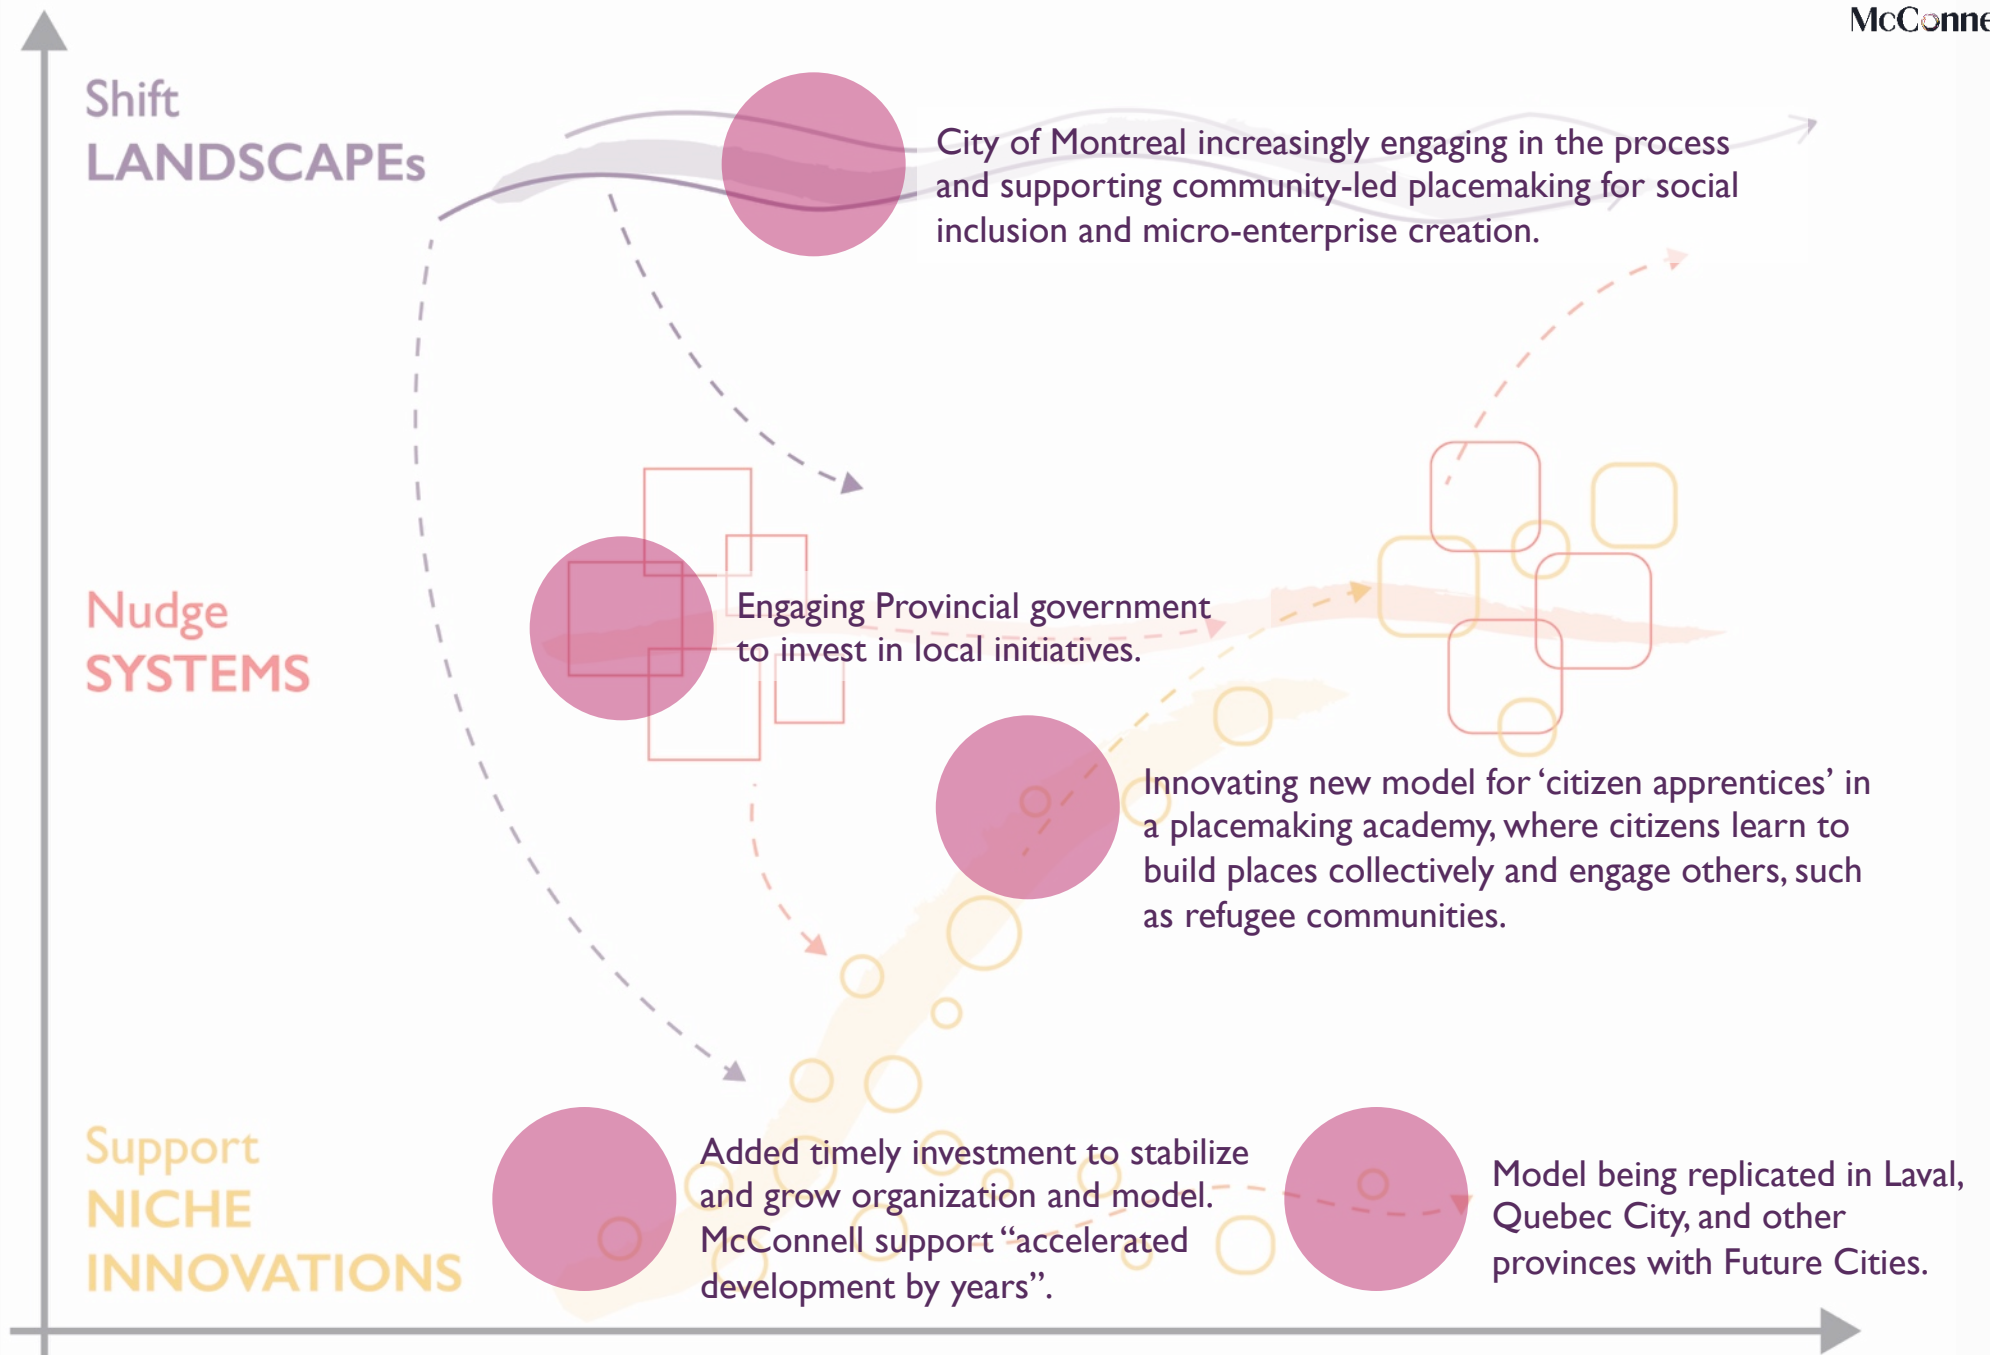 McConne
Shift
LANDSCAPEs
City of Montreal increasingly engaging in the process
and supporting community-led placemaking for social
inclusion and micro-enterprise creation.
Nudge
SYSTEMS
Engaging Provincial government
to invest in local initiatives.
Innovating new model for ‘citizen apprentices’ in
a placemaking academy, where citizens learn to
build places collectively and engage others, such
as refugee communities.
Support
NICHE
INNOVATIONS
Added timely investment to stabilize
and grow organization and model.
McConnell support “accelerated
development by years”.
Model being replicated in Laval,
Quebec City, and other
provinces with Future Cities.